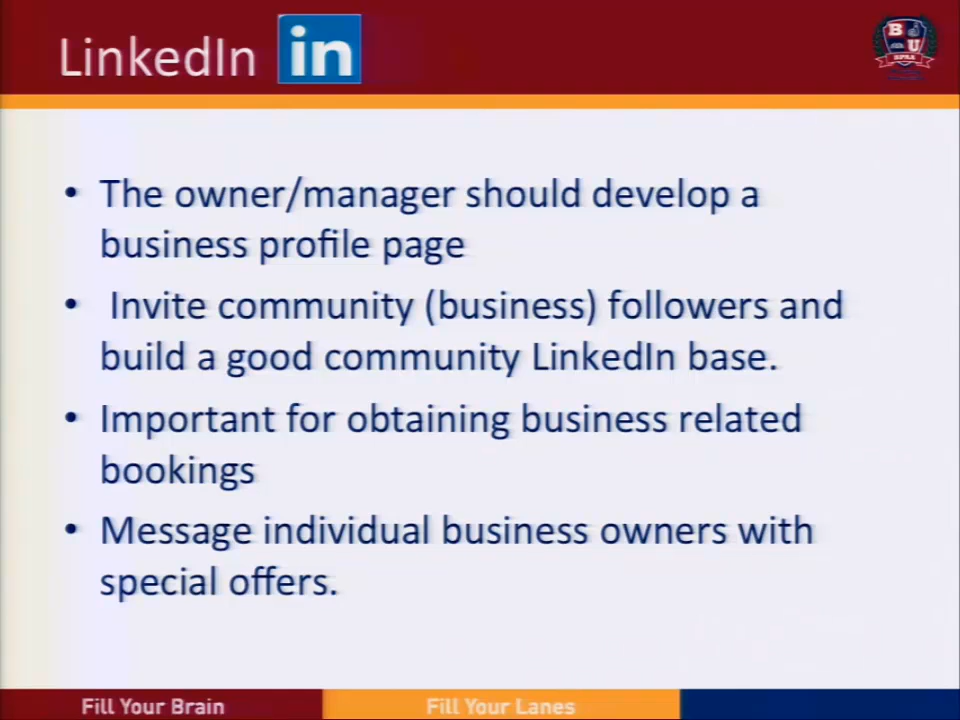 LinkedIn in
B
U
• The owner/manager should develop a
business profile page
• Invite community (business) followers and
build a good community LinkedIn base.
• Important for obtaining business related
bookings
• Message individual business owners with
special offers.
Fill Your Brain Fill Your Lanes